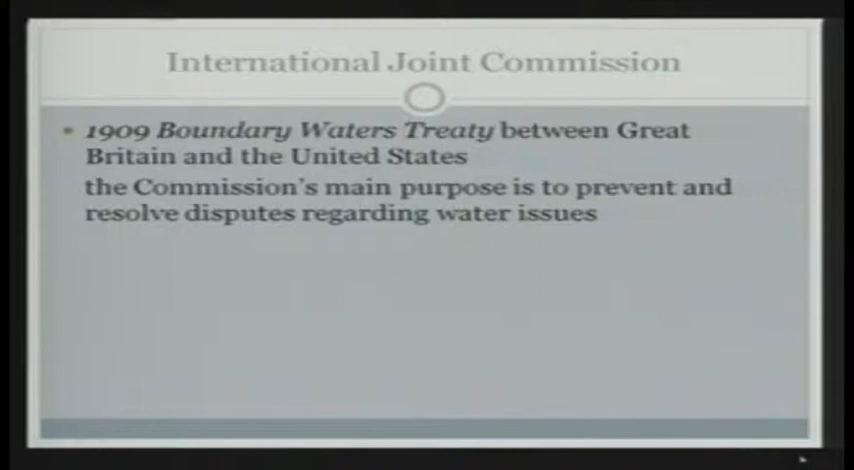 International Joint Commission
• 1909 Boundary Waters Treaty between Great
Britain and the United States
the Commission's main purpose is to prevent and
resolve disputes regarding water issues